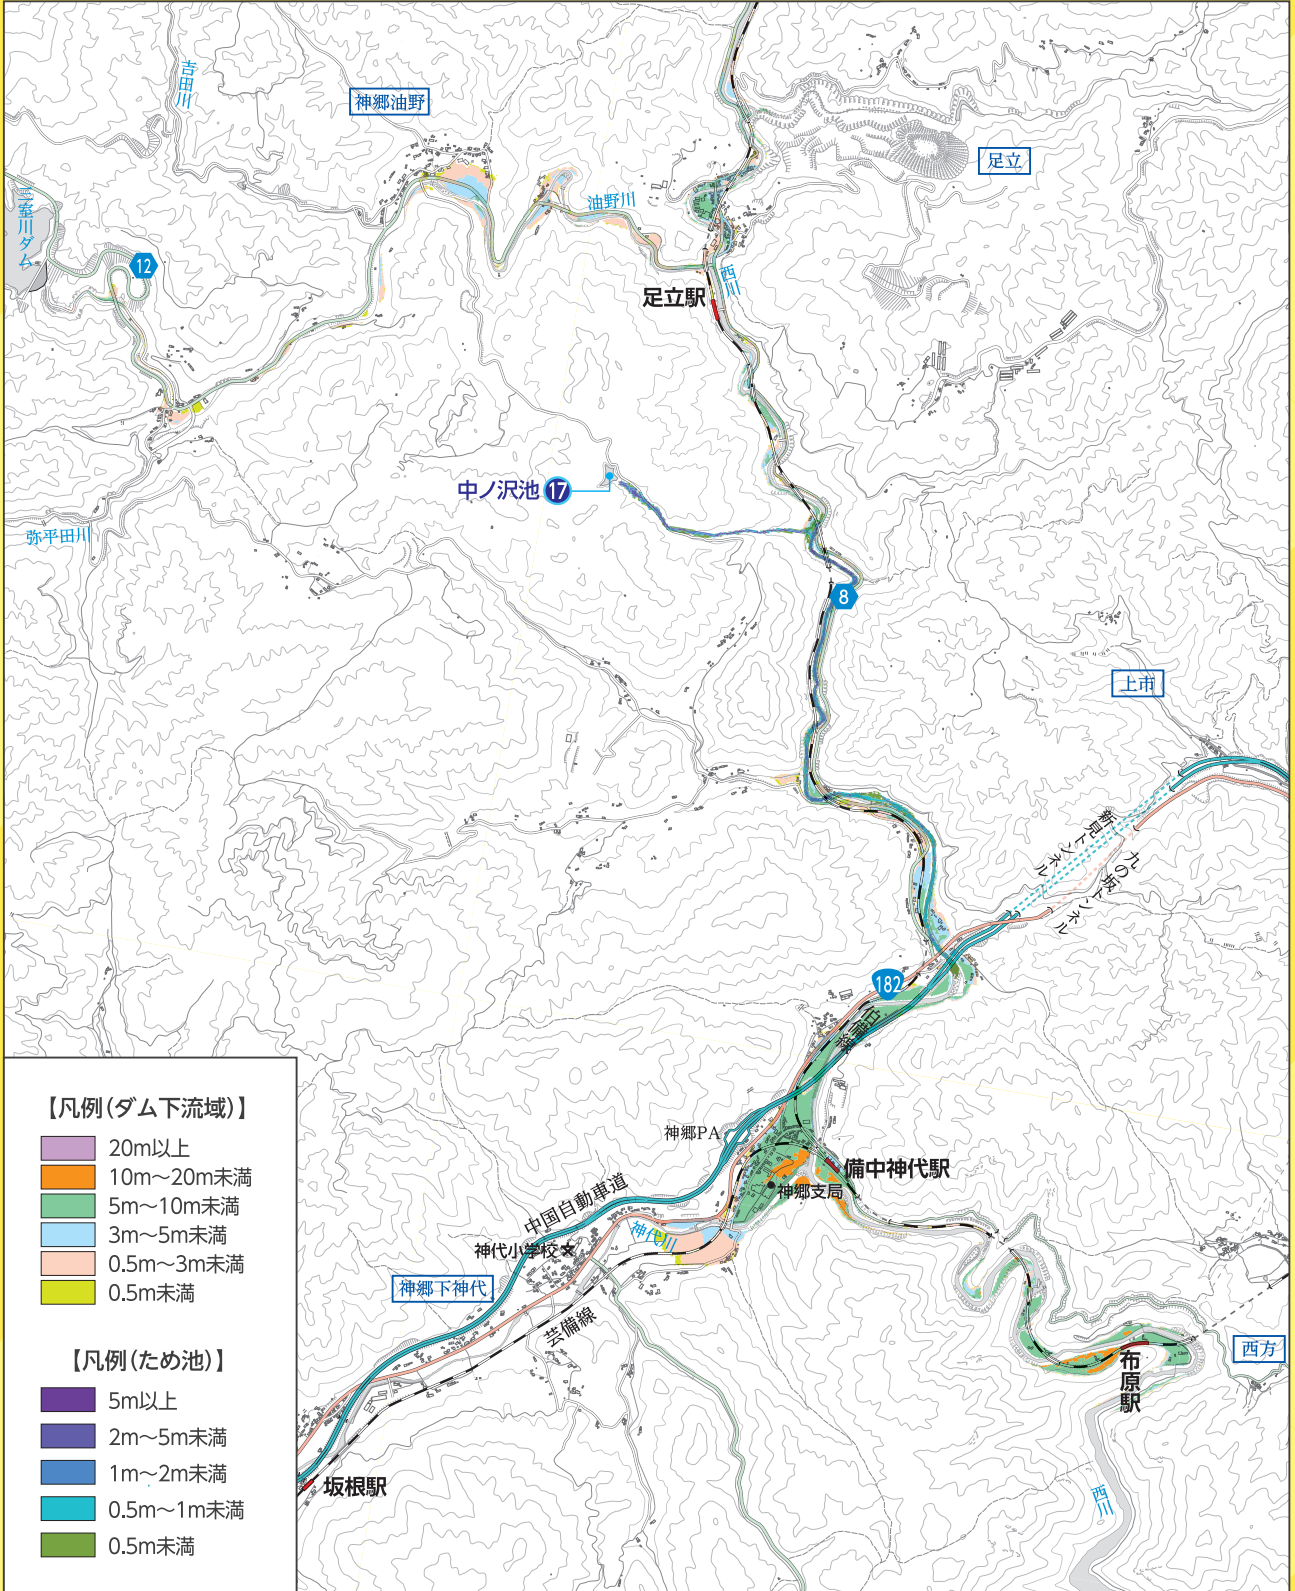 吉田川
神郷油野
足立
三室川ダム
12
油野川
西川
足立駅
中ノ沢池 17
弥平田川
8
上市
新見トンネル
九の坂トンネル
182
伯備線
神郷PA
備中神代駅
神郷支局
中国自動車道
神代川
神代小学校
神郷下神代
芸備線
西方
布原駅
坂根駅
西川
【凡例(ダム下流域)】
20m以上
10m～20m未満
5m～10m未満
3m～5m未満
0.5m～3m未満
0.5m未満
【凡例(ため池)】
5m以上
2m～5m未満
1m～2m未満
0.5m～1m未満
0.5m未満